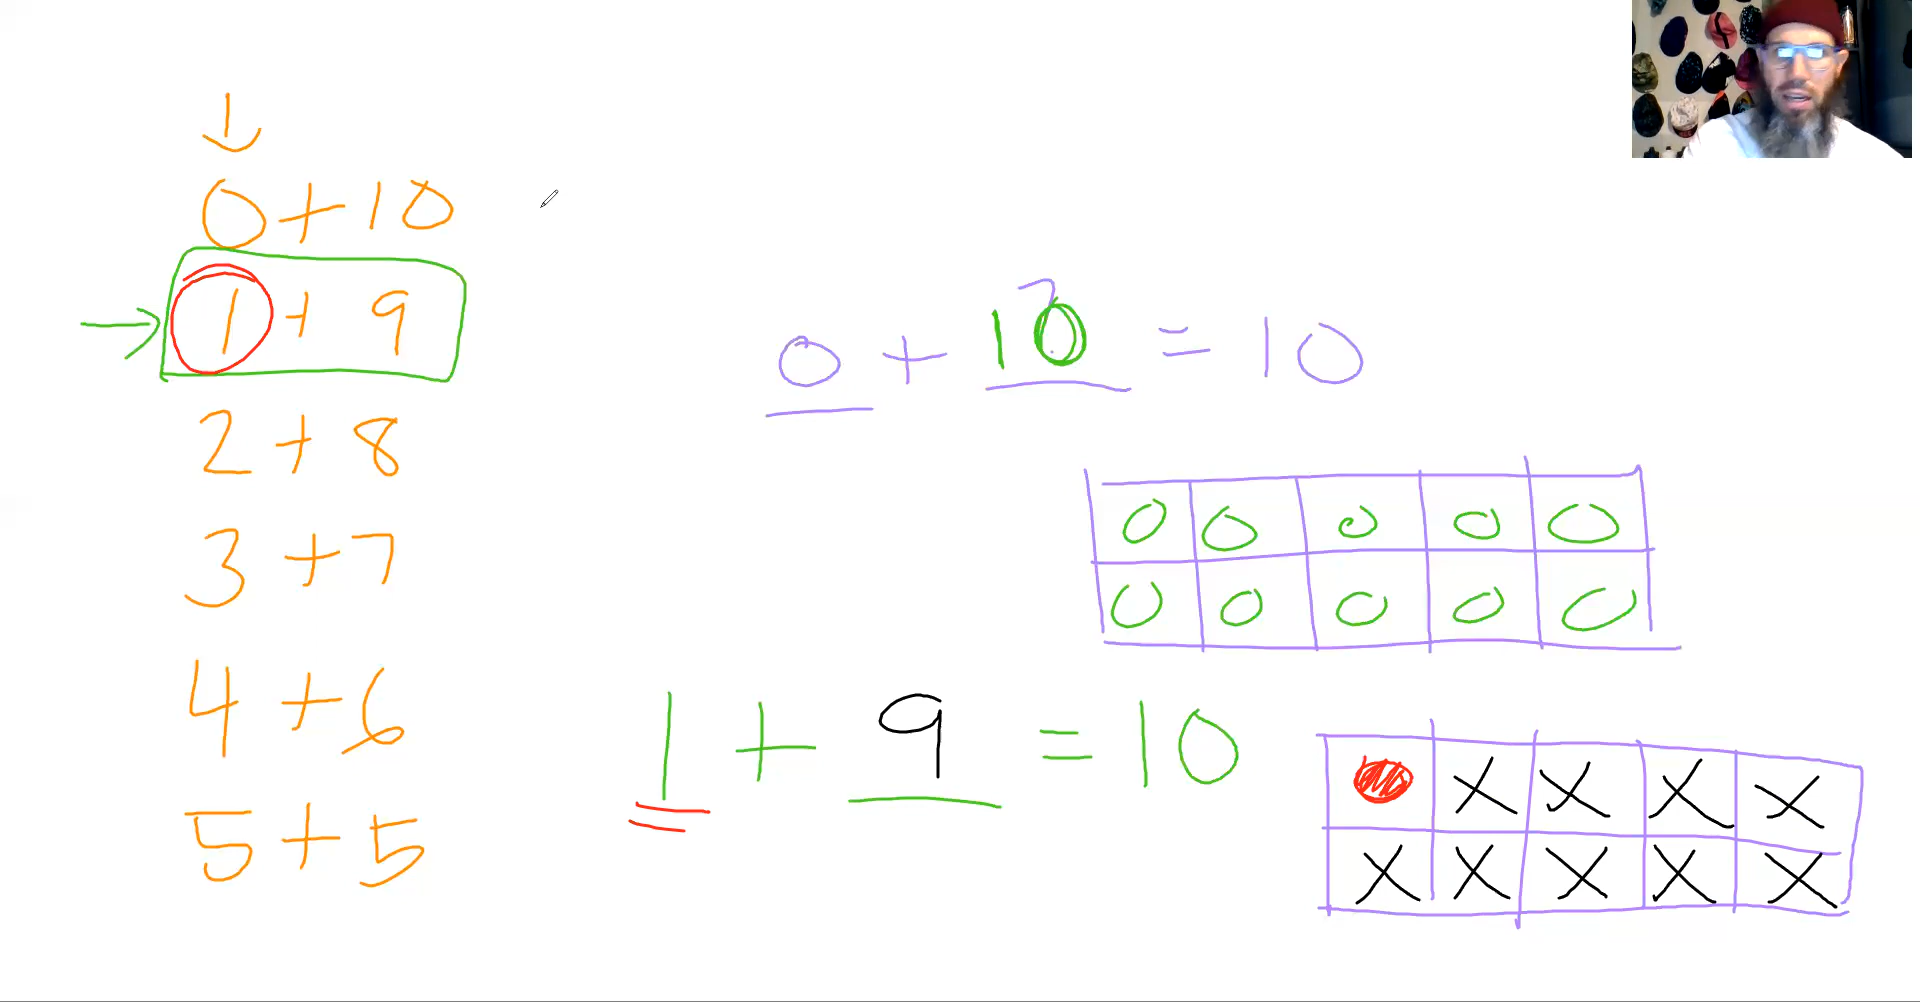 0 + 10
1 + 9
2 + 8
3 + 7
4 + 6
5 + 5
?
0 + 10 = 10
1 + 9 = 10